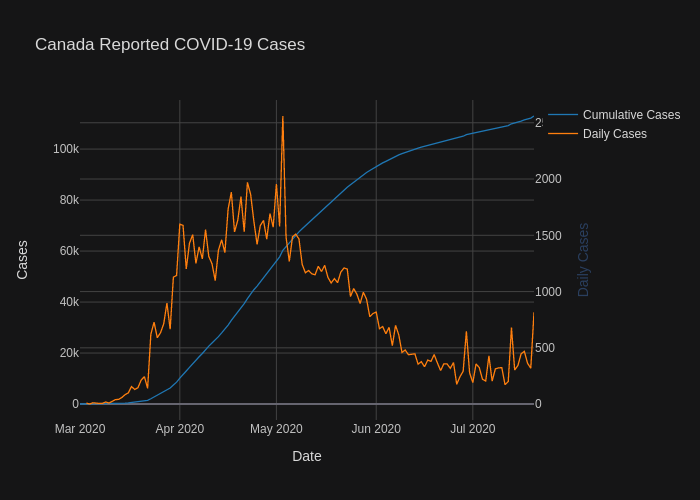 Canada Reported COVID-19 Cases
Cumulative Cases
Daily Cases
100k
80k
60k
40k
20k
0
Cases
2000
1500
1000
500
0
Daily Cases
Mar 2020 Apr 2020 May 2020 Jun 2020 Jul 2020
Date